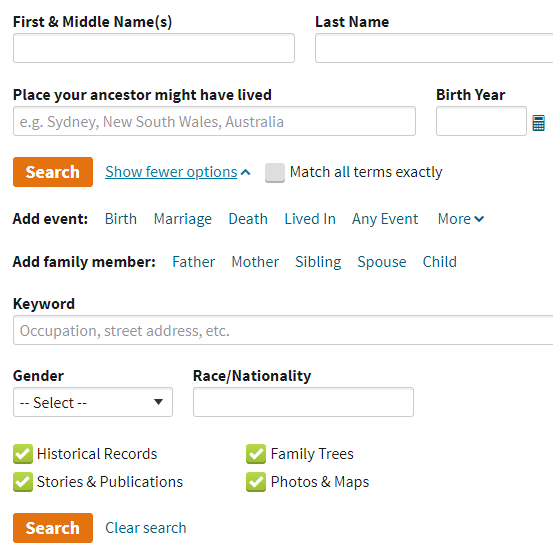 First & Middle Name(s) Last Name
Place your ancestor might have lived Birth Year
e.g. Sydney, New South Wales, Australia
Search Show fewer options Match all terms exactly
Add event: Birth Marriage Death Lived In Any Event More
Add family member: Father Mother Sibling Spouse Child
Keyword
Occupation, street address, etc.
Gender Race/Nationality
-- Select --
Historical Records Family Trees
Stories & Publications Photos & Maps
Search Clear search